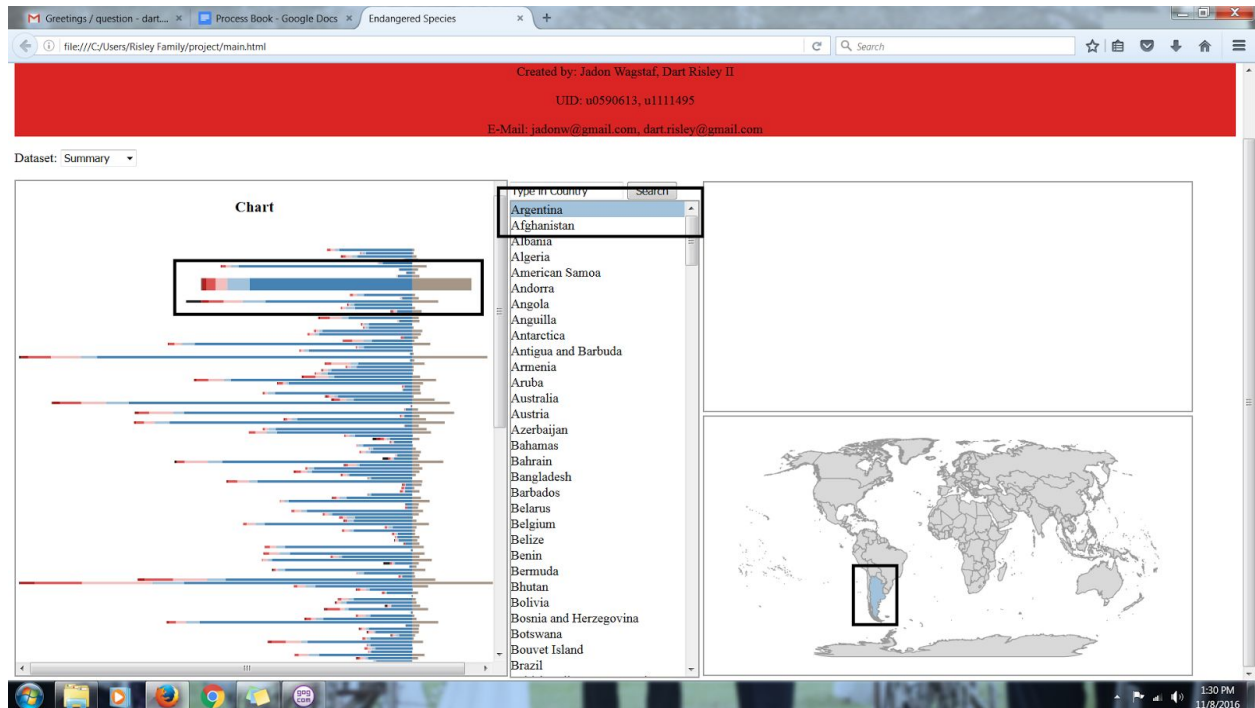 Greetings / question - dart....
Process Book - Google Docs
Endangered Species
file:///C:/Users/Risley Family/project/main.html
Search
Created by: Jadon Wagstaf, Dart Risley II
UID: u0590613, u1111495
E-Mail: jadonw@gmail.com, dart.risley@gmail.com
Dataset: Summary
Type in Country Search
Chart
Argentina
Afghanistan
Albania
Algeria
American Samoa
Andorra
Angola
Anguilla
Antarctica
Antigua and Barbuda
Armenia
Aruba
Australia
Austria
Azerbaijan
Bahamas
Bahrain
Bangladesh
Barbados
Belarus
Belgium
Belize
Benin
Bermuda
Bhutan
Bolivia
Bosnia and Herzegovina
Botswana
Bouvet Island
Brazil
gog
com
1:30 PM
11/8/2016